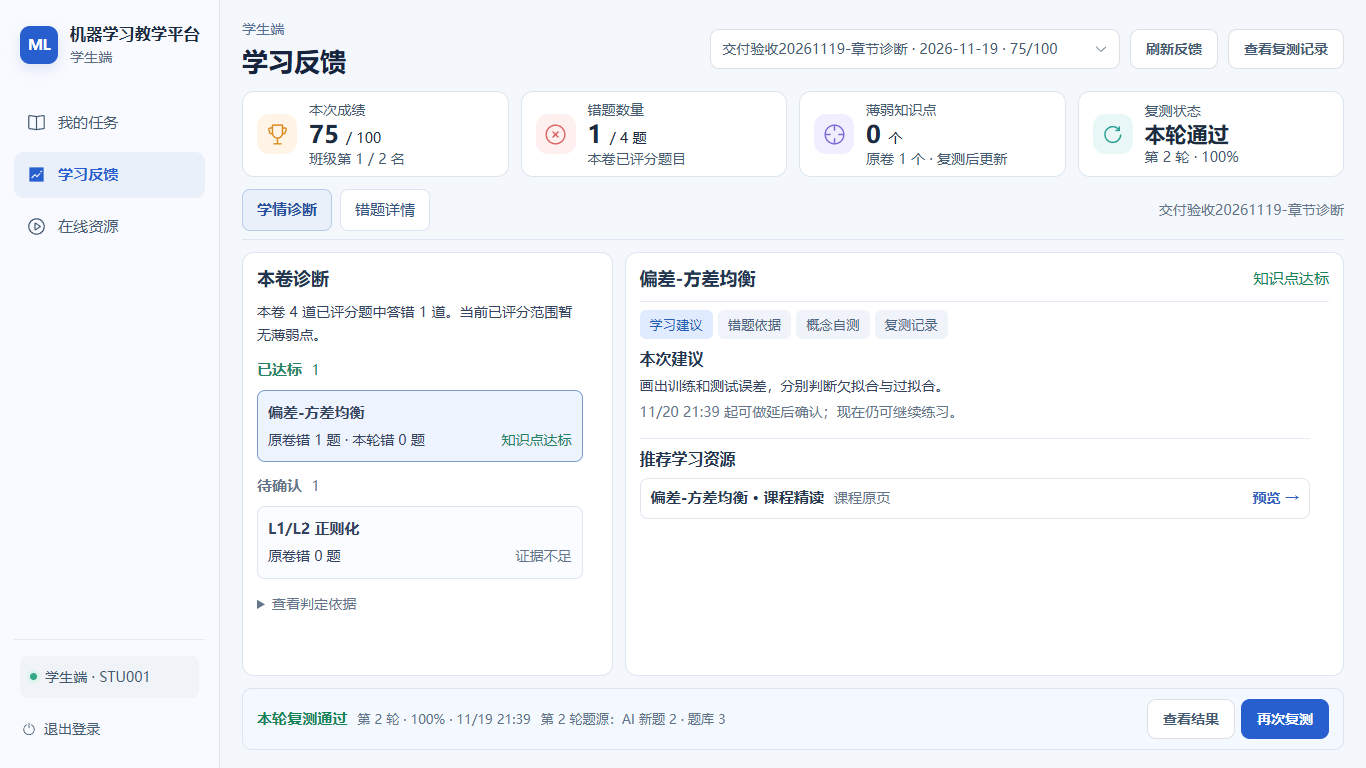 ML
机器学习教学平台
学生端
我的任务
学习反馈
在线资源
学生端 · STU001
退出登录
学生端
学习反馈
交付验收20261119-章节诊断 · 2026-11-19 · 75/100
刷新反馈
查看复测记录
本次成绩
75 / 100
班级第 1 / 2 名
错题数量
1 / 4 题
本卷已评分题目
薄弱知识点
0 个
原卷 1 个 · 复测后更新
复测状态
本轮通过
第 2 轮 · 100%
学情诊断
错题详情
交付验收20261119-章节诊断
本卷诊断
本卷 4 道已评分题中答错 1 道。当前已评分范围暂
无薄弱点。
已达标 1
偏差-方差均衡
原卷错 1 题 · 本轮错 0 题
知识点达标
待确认 1
L1/L2 正则化
原卷错 0 题
证据不足
查看判定依据
偏差-方差均衡
知识点达标
学习建议
错题依据
概念自测
复测记录
本次建议
画出训练和测试误差，分别判断欠拟合与过拟合。
11/20 21:39 起可做延后确认；现在仍可继续练习。
推荐学习资源
偏差-方差均衡 • 课程精读 课程原页
预览 →
本轮复测通过 第 2 轮 · 100% · 11/19 21:39 第 2 轮题源：AI 新题 2 · 题库 3
查看结果
再次复测